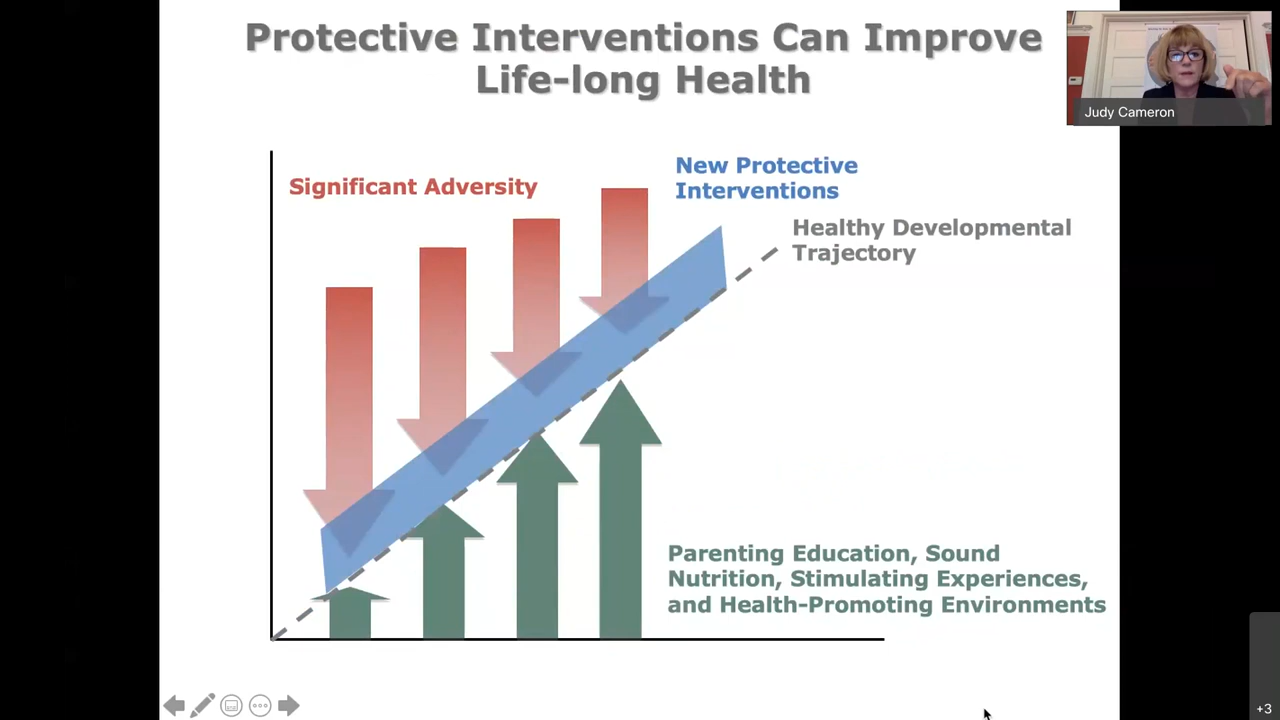 Protective Interventions Can Improve
Life-long Health
Judy Cameron
Significant Adversity
New Protective
Interventions
Healthy Developmental
Trajectory
Parenting Education, Sound
Nutrition, Stimulating Experiences,
and Health-Promoting Environments
+3